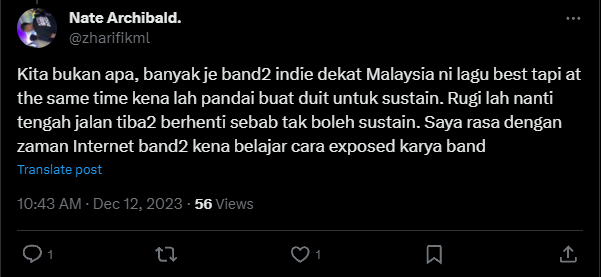 Nate Archibald.
@zharifikml
Kita bukan apa, banyak je band2 indie dekat Malaysia ni lagu best tapi at
the same time kena lah pandai buat duit untuk sustain. Rugi lah nanti
tengah jalan tiba2 berhenti sebab tak boleh sustain. Saya rasa dengan
zaman Internet band2 kena belajar cara exposed karya band
Translate post
10:43 AM · Dec 12, 2023 · 56 Views
1
1